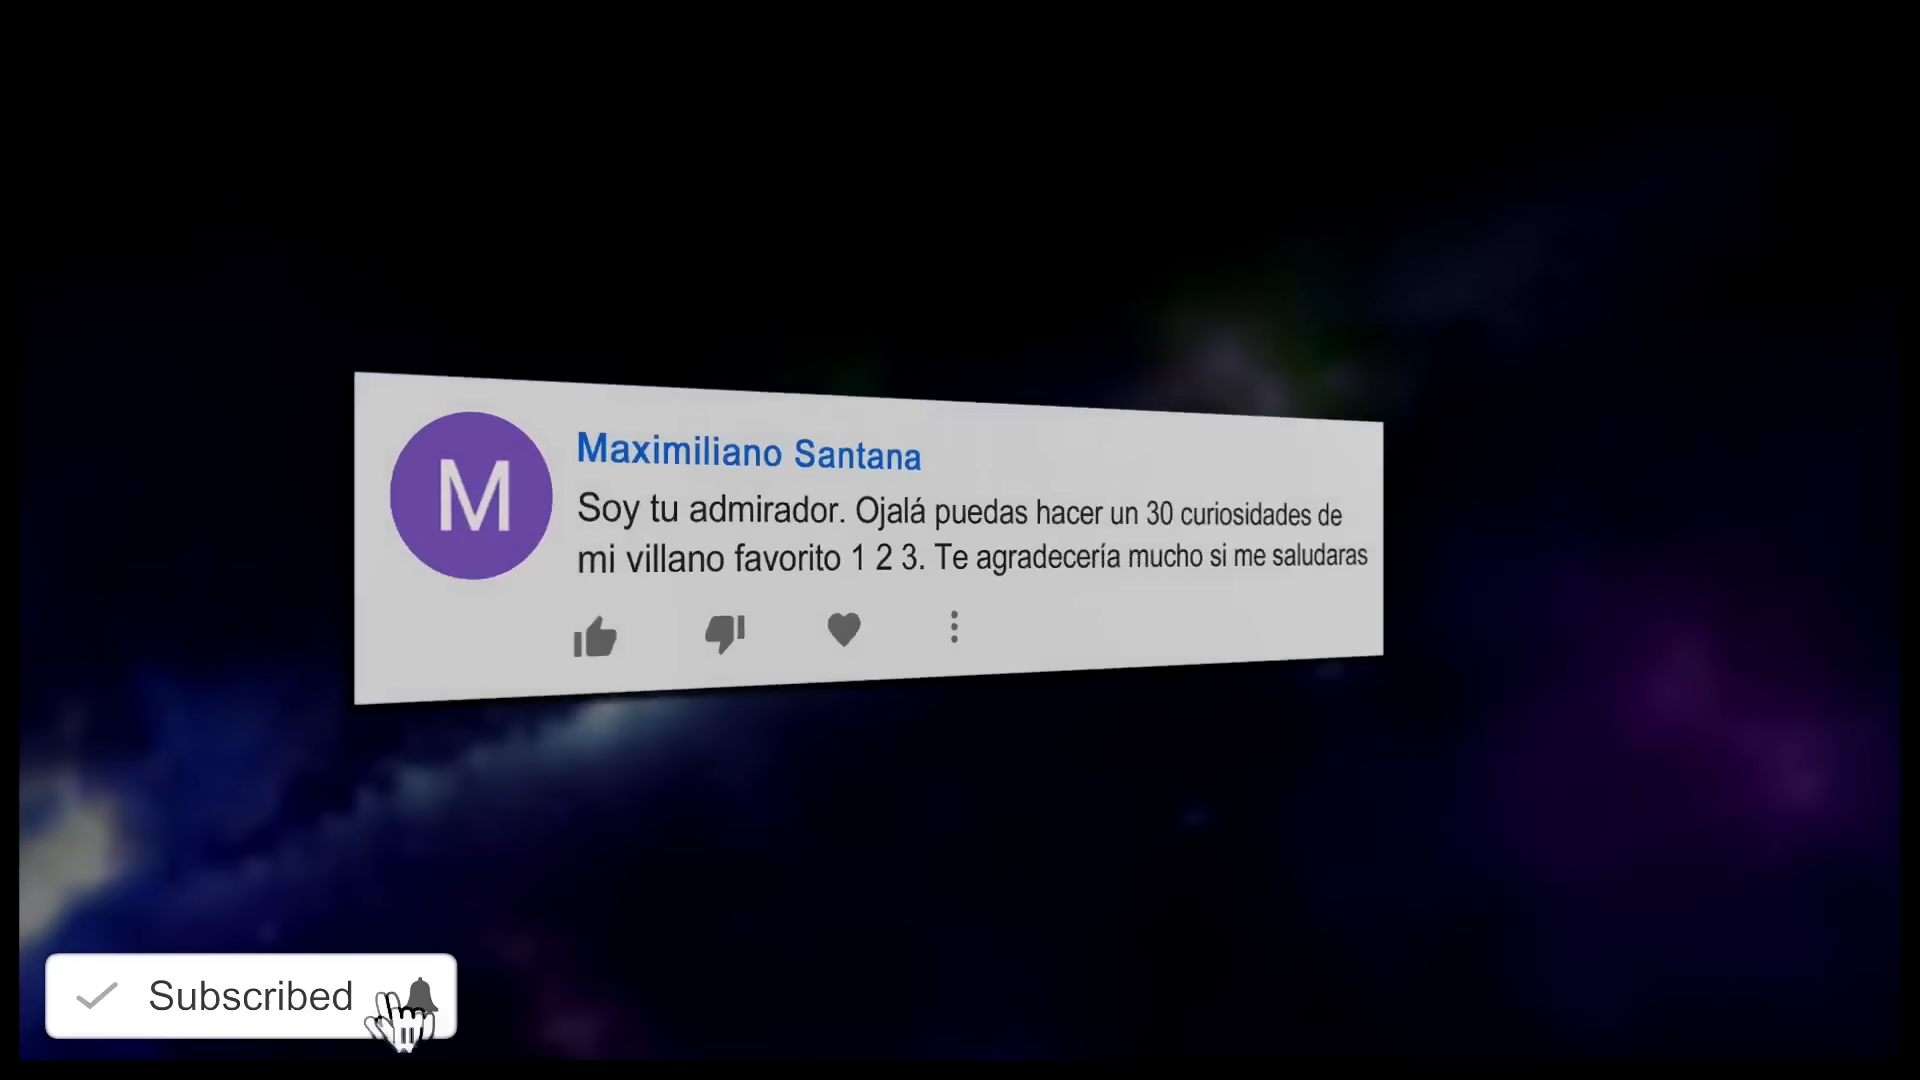 M
Maximiliano Santana
Soy tu admirador. Ojalá puedas hacer un 30 curiosidades de
mi villano favorito 1 2 3. Te agradecería mucho si me saludaras
Subscribed